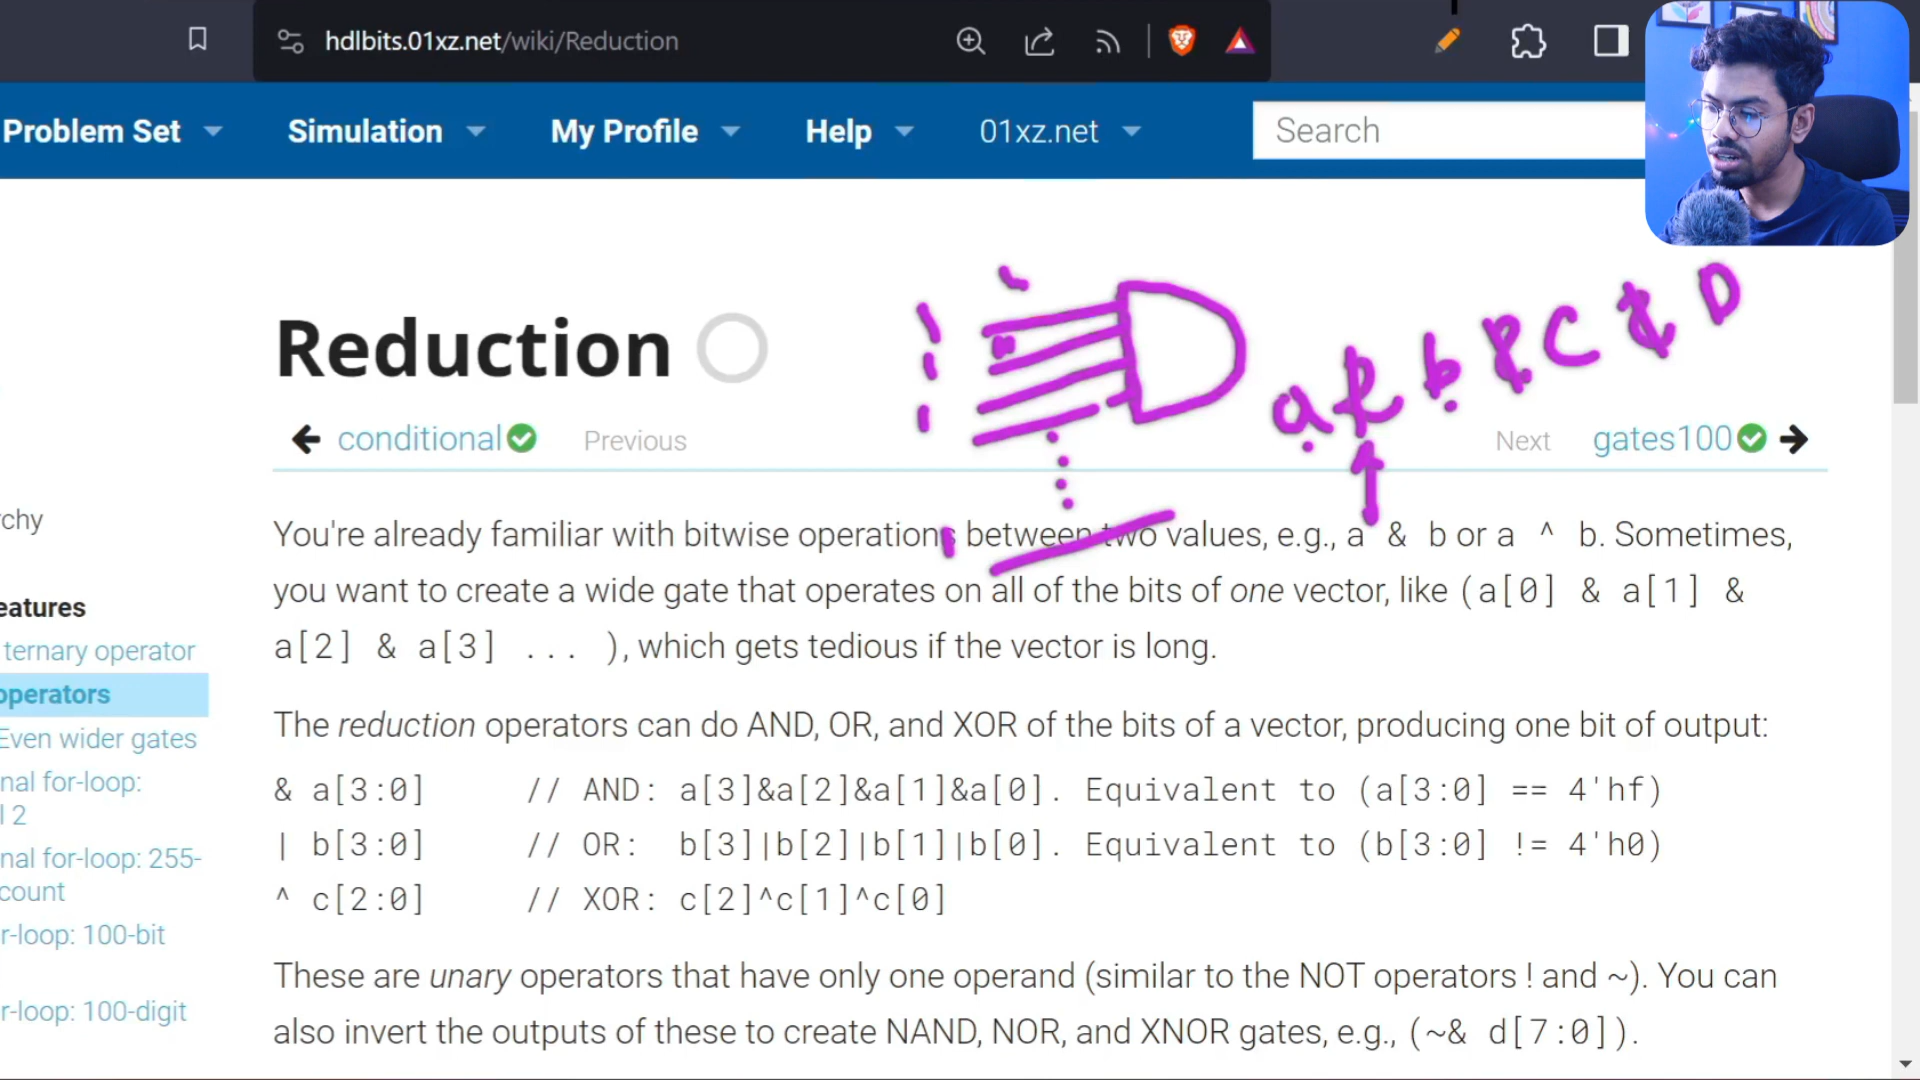 hdlbits.01xz.net/wiki/Reduction
Problem Set Simulation My Profile Help 01xz.net Search
Reduction
a & b & C & D
conditional Previous Next gates100
You're already familiar with bitwise operations between two values, e.g., a & b or a ^ b. Sometimes,
you want to create a wide gate that operates on all of the bits of one vector, like (a[0] & a[1] &
a[2] & a[3] ... ), which gets tedious if the vector is long.
The reduction operators can do AND, OR, and XOR of the bits of a vector, producing one bit of output:
& a[3:0] // AND: a[3]&a[2]&a[1]&a[0]. Equivalent to (a[3:0] == 4'hf)
| b[3:0] // OR: b[3]|b[2]|b[1]|b[0]. Equivalent to (b[3:0] != 4'h0)
^ c[2:0] // XOR: c[2]^c[1]^c[0]
These are unary operators that have only one operand (similar to the NOT operators ! and ~). You can
also invert the outputs of these to create NAND, NOR, and XNOR gates, e.g., (~& d[7:0]).
chy
eatures
ternary operator
operators
Even wider gates
nal for-loop:
l 2
nal for-loop: 255-
count
r-loop: 100-bit
r-loop: 100-digit